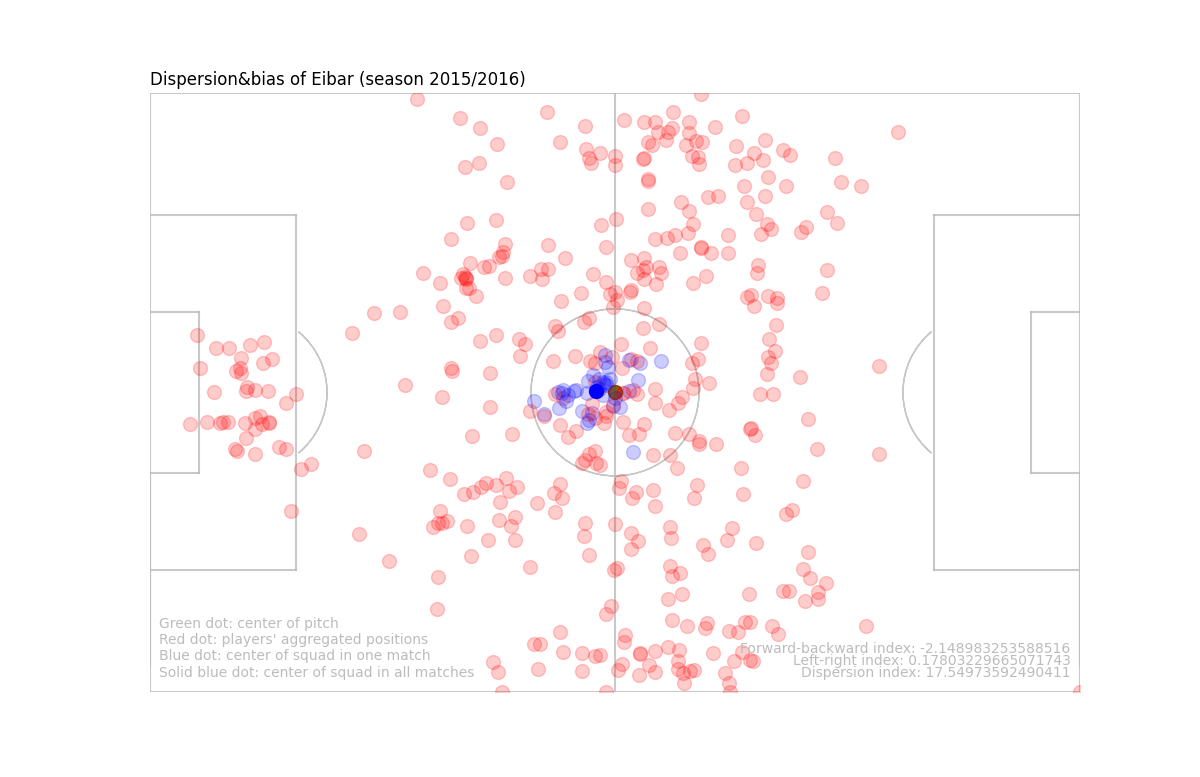 Dispersion&bias of Eibar (season 2015/2016)
Green dot: center of pitch
Red dot: players' aggregated positions
Blue dot: center of squad in one match
Solid blue dot: center of squad in all matches
Forward-backward index: -2.148983253588516
Left-right index: 0.17803229665071743
Dispersion index: 17.54973592490411